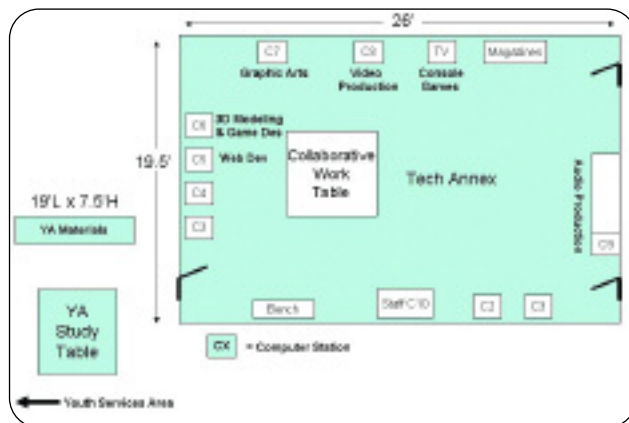 26'
C7
C8
TV
Magazines
Graphic Arts
Video
Production
Console
Games
C6
3D Modeling
& Game Des
19.5'
C5
Web Dev
Collaborative
Work
Table
Tech Annex
Audio Production
C4
C3
C9
19'L x 7.5'H
YA Materials
YA
Study
Table
Bench
Staff C10
C2
CX
= Computer Station
Youth Services Area